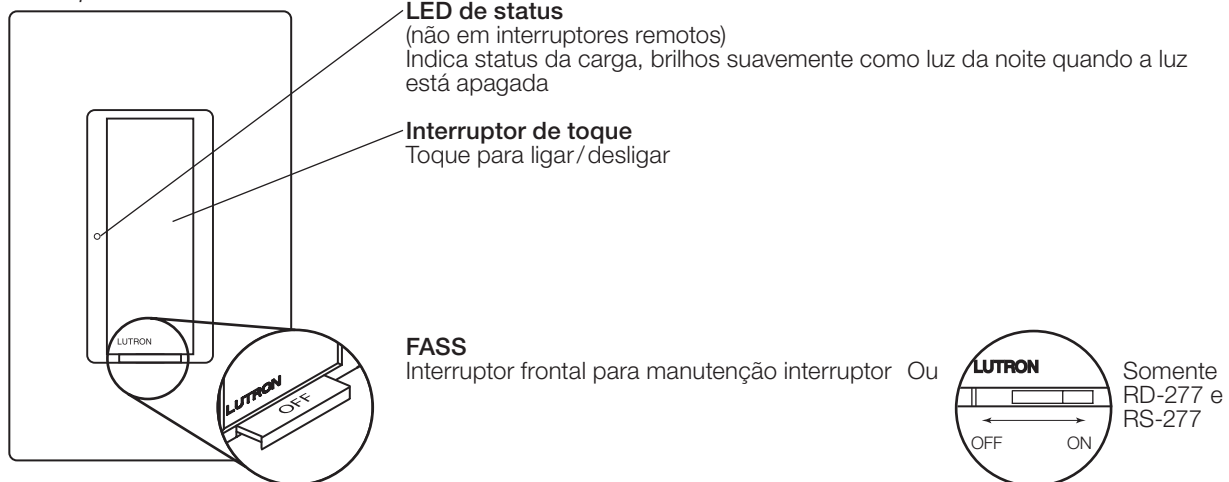 LED de status
(não em interruptores remotos)
Indica status da carga, brilhos suavemente como luz da noite quando a luz
está apagada
Interruptor de toque
Toque para ligar/desligar
LUTRON
LUTRON
OFF
FASS
Interruptor frontal para manutenção interruptor Ou
LUTRON
OFF ON
Somente
RD-277 e
RS-277